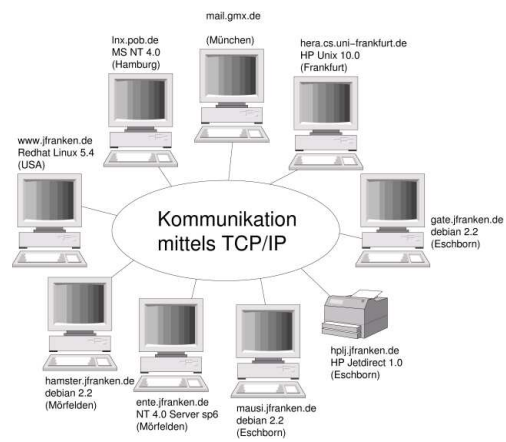 mail.gmx.de
(München)
lnx.pob.de
MS NT 4.0
(Hamburg)
hera.cs.uni-frankfurt.de
HP Unix 10.0
(Frankfurt)
www.jfranken.de
Redhat Linux 5.4
(USA)
Kommunikation
mittels TCP/IP
gate.jfranken.de
debian 2.2
(Eschborn)
hplj.jfranken.de
HP Jetdirect 1.0
(Eschborn)
hamster.jfranken.de
debian 2.2
(Mörfelden)
ente.jfranken.de
NT 4.0 Server sp6
(Mörfelden)
mausi.jfranken.de
debian 2.2
(Eschborn)